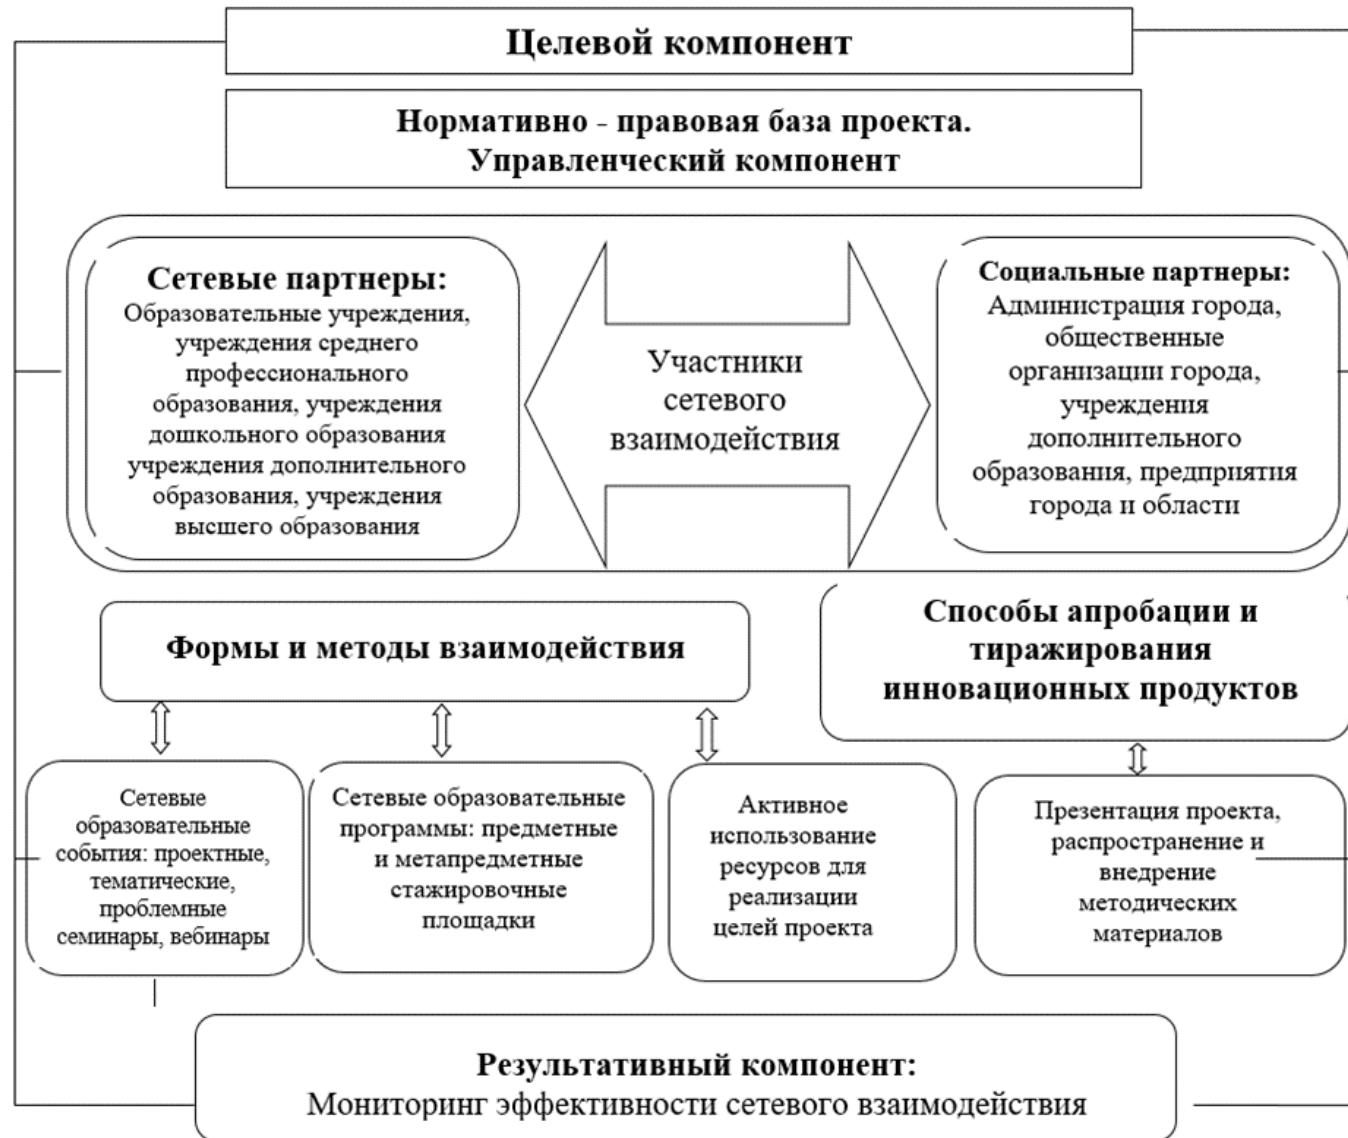 Целевой компонент
Нормативно - правовая база проекта.
Управленческий компонент
Сетевые партнеры:
Образовательные учреждения,
учреждения среднего
профессионального
образования, учреждения
дошкольного образования
учреждения дополнительного
образования, учреждения
высшего образования
Участники
сетевого
взаимодействия
Социальные партнеры:
Администрация города,
общественные
организации города,
учреждения
дополнительного
образования, предприятия
города и области
Формы и методы взаимодействия
Способы апробации и
тиражирования
инновационных продуктов
Сетевые
образовательные
события: проектные,
тематические,
проблемные
семинары, вебинары
Сетевые образовательные
программы: предметные
и метапредметные
стажировочные
площадки
Активное
использование
ресурсов для
реализации
целей проекта
Презентация проекта,
распространение и
внедрение
методических
материалов
Результативный компонент:
Мониторинг эффективности сетевого взаимодействия